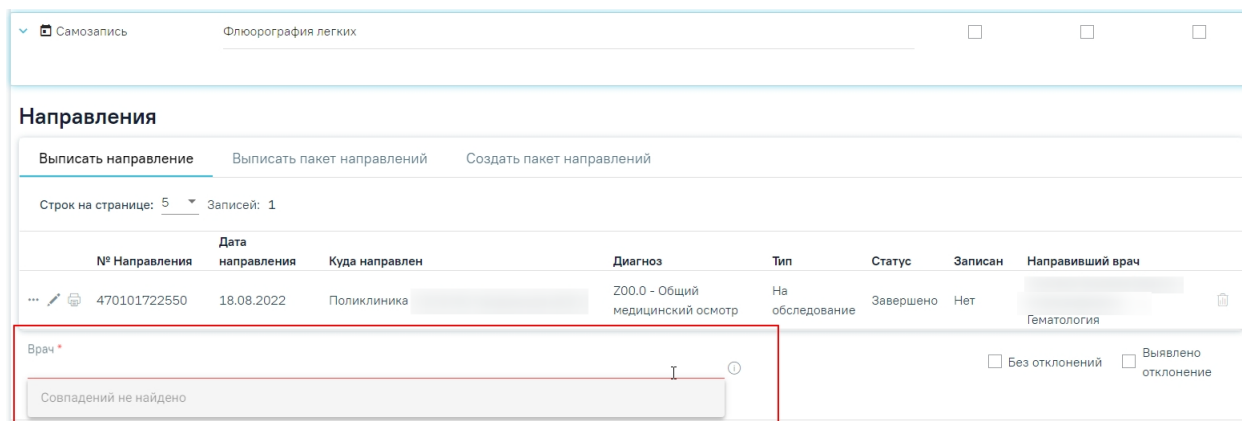 Самозапись Флюорография легких
Направления
Выписать направление Выписать пакет направлений Создать пакет направлений
Строк на странице: 5 Записей: 1
№ Направления Дата направления Куда направлен Диагноз Тип Статус Записан Направивший врач
470101722550 18.08.2022 Поликлиника Z00.0 - Общий медицинский осмотр На обследование Завершено Нет Гематология
Врач *
Без отклонений Выявлено отклонение
Совпадений не найдено